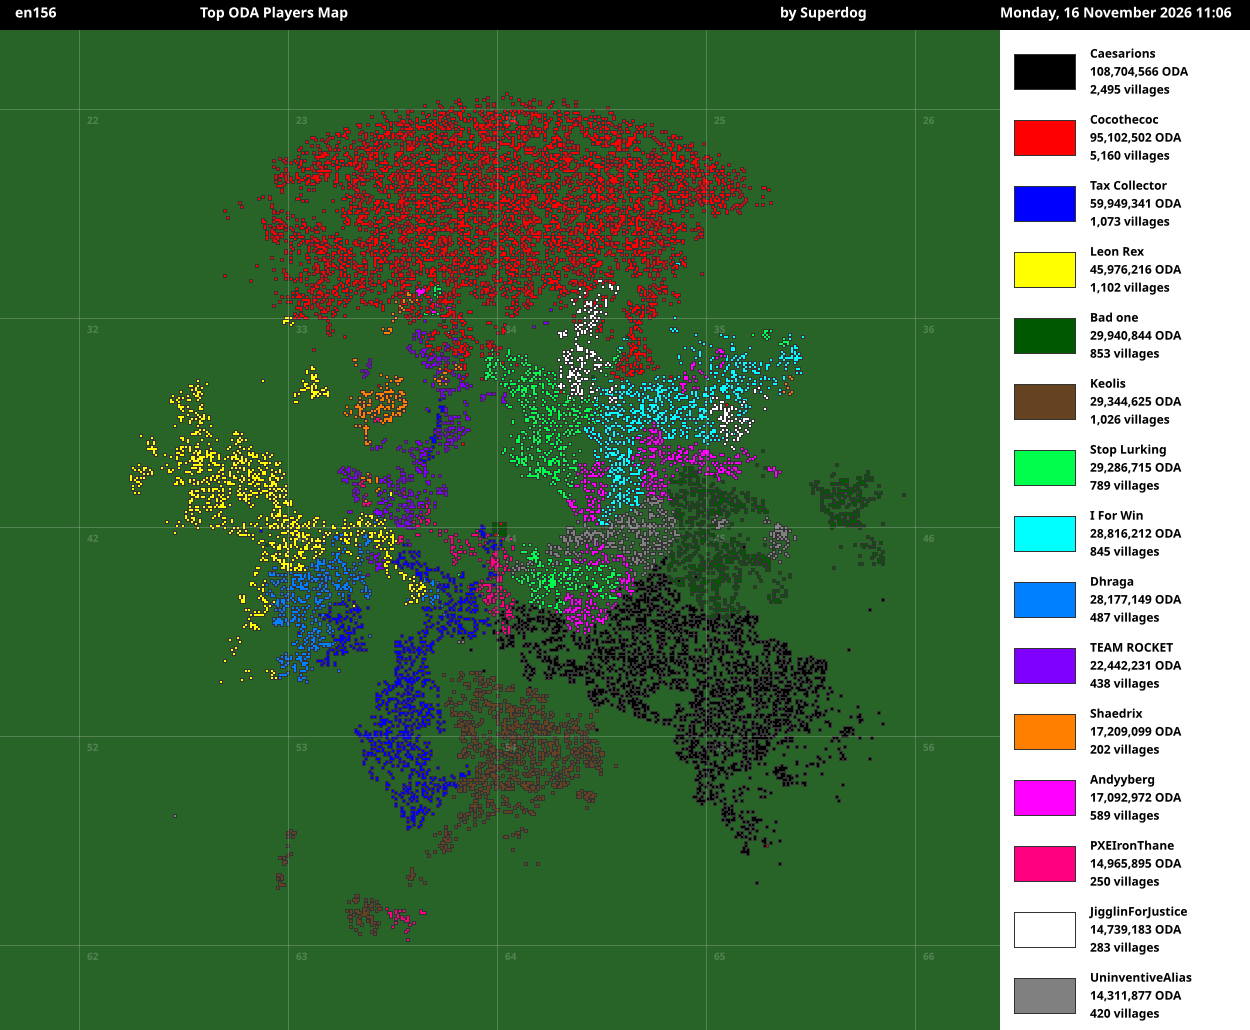 en156
Top ODA Players Map
by Superdog
Monday, 16 November 2026 11:06
Caesarions
108,704,566 ODA
2,495 villages
Cocothecoc
95,102,502 ODA
5,160 villages
Tax Collector
59,949,341 ODA
1,073 villages
Leon Rex
45,976,216 ODA
1,102 villages
Bad one
29,940,844 ODA
853 villages
Keolis
29,344,625 ODA
1,026 villages
Stop Lurking
29,286,715 ODA
789 villages
I For Win
28,816,212 ODA
845 villages
Dhraga
28,177,149 ODA
487 villages
TEAM ROCKET
22,442,231 ODA
438 villages
Shaedrix
17,209,099 ODA
202 villages
Andyyberg
17,092,972 ODA
589 villages
PXEIronThane
14,965,895 ODA
250 villages
JigglinForJustice
14,739,183 ODA
283 villages
UninventiveAlias
14,311,877 ODA
420 villages
22
23
24
25
26
32
33
34
35
36
42
44
45
46
52
53
54
56
62
63
64
65
66